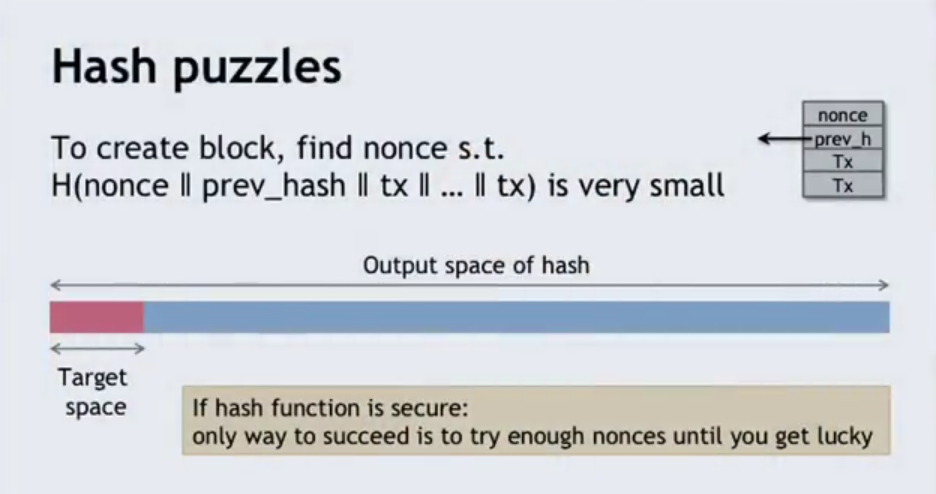 Hash puzzles
To create block, find nonce s.t.
H(nonce ǁ prev_hash ǁ tx ǁ ... ǁ tx) is very small
nonce
prev_h
Tx
Tx
Output space of hash
Target
space
If hash function is secure:
only way to succeed is to try enough nonces until you get lucky